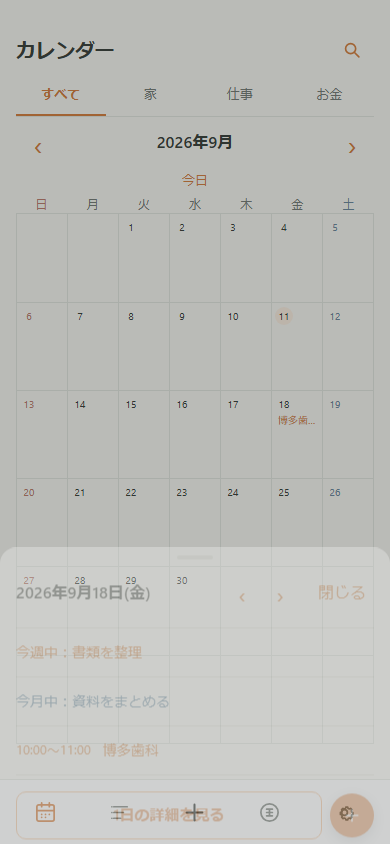 カレンダー
すべて 家 仕事 お金
‹ 2026年9月 ›
今日
日 月 火 水 木 金 土
1 2 3 4 5
6 7 8 9 10 11 12
13 14 15 16 17 18 19
博多歯...
20 21 22 23 24 25 26
27 28 29 30
2026年9月18日(金) ‹ › 閉じる
今週中：書類を整理
今月中：資料をまとめる
10:00～11:00 博多歯科
日の詳細を見る